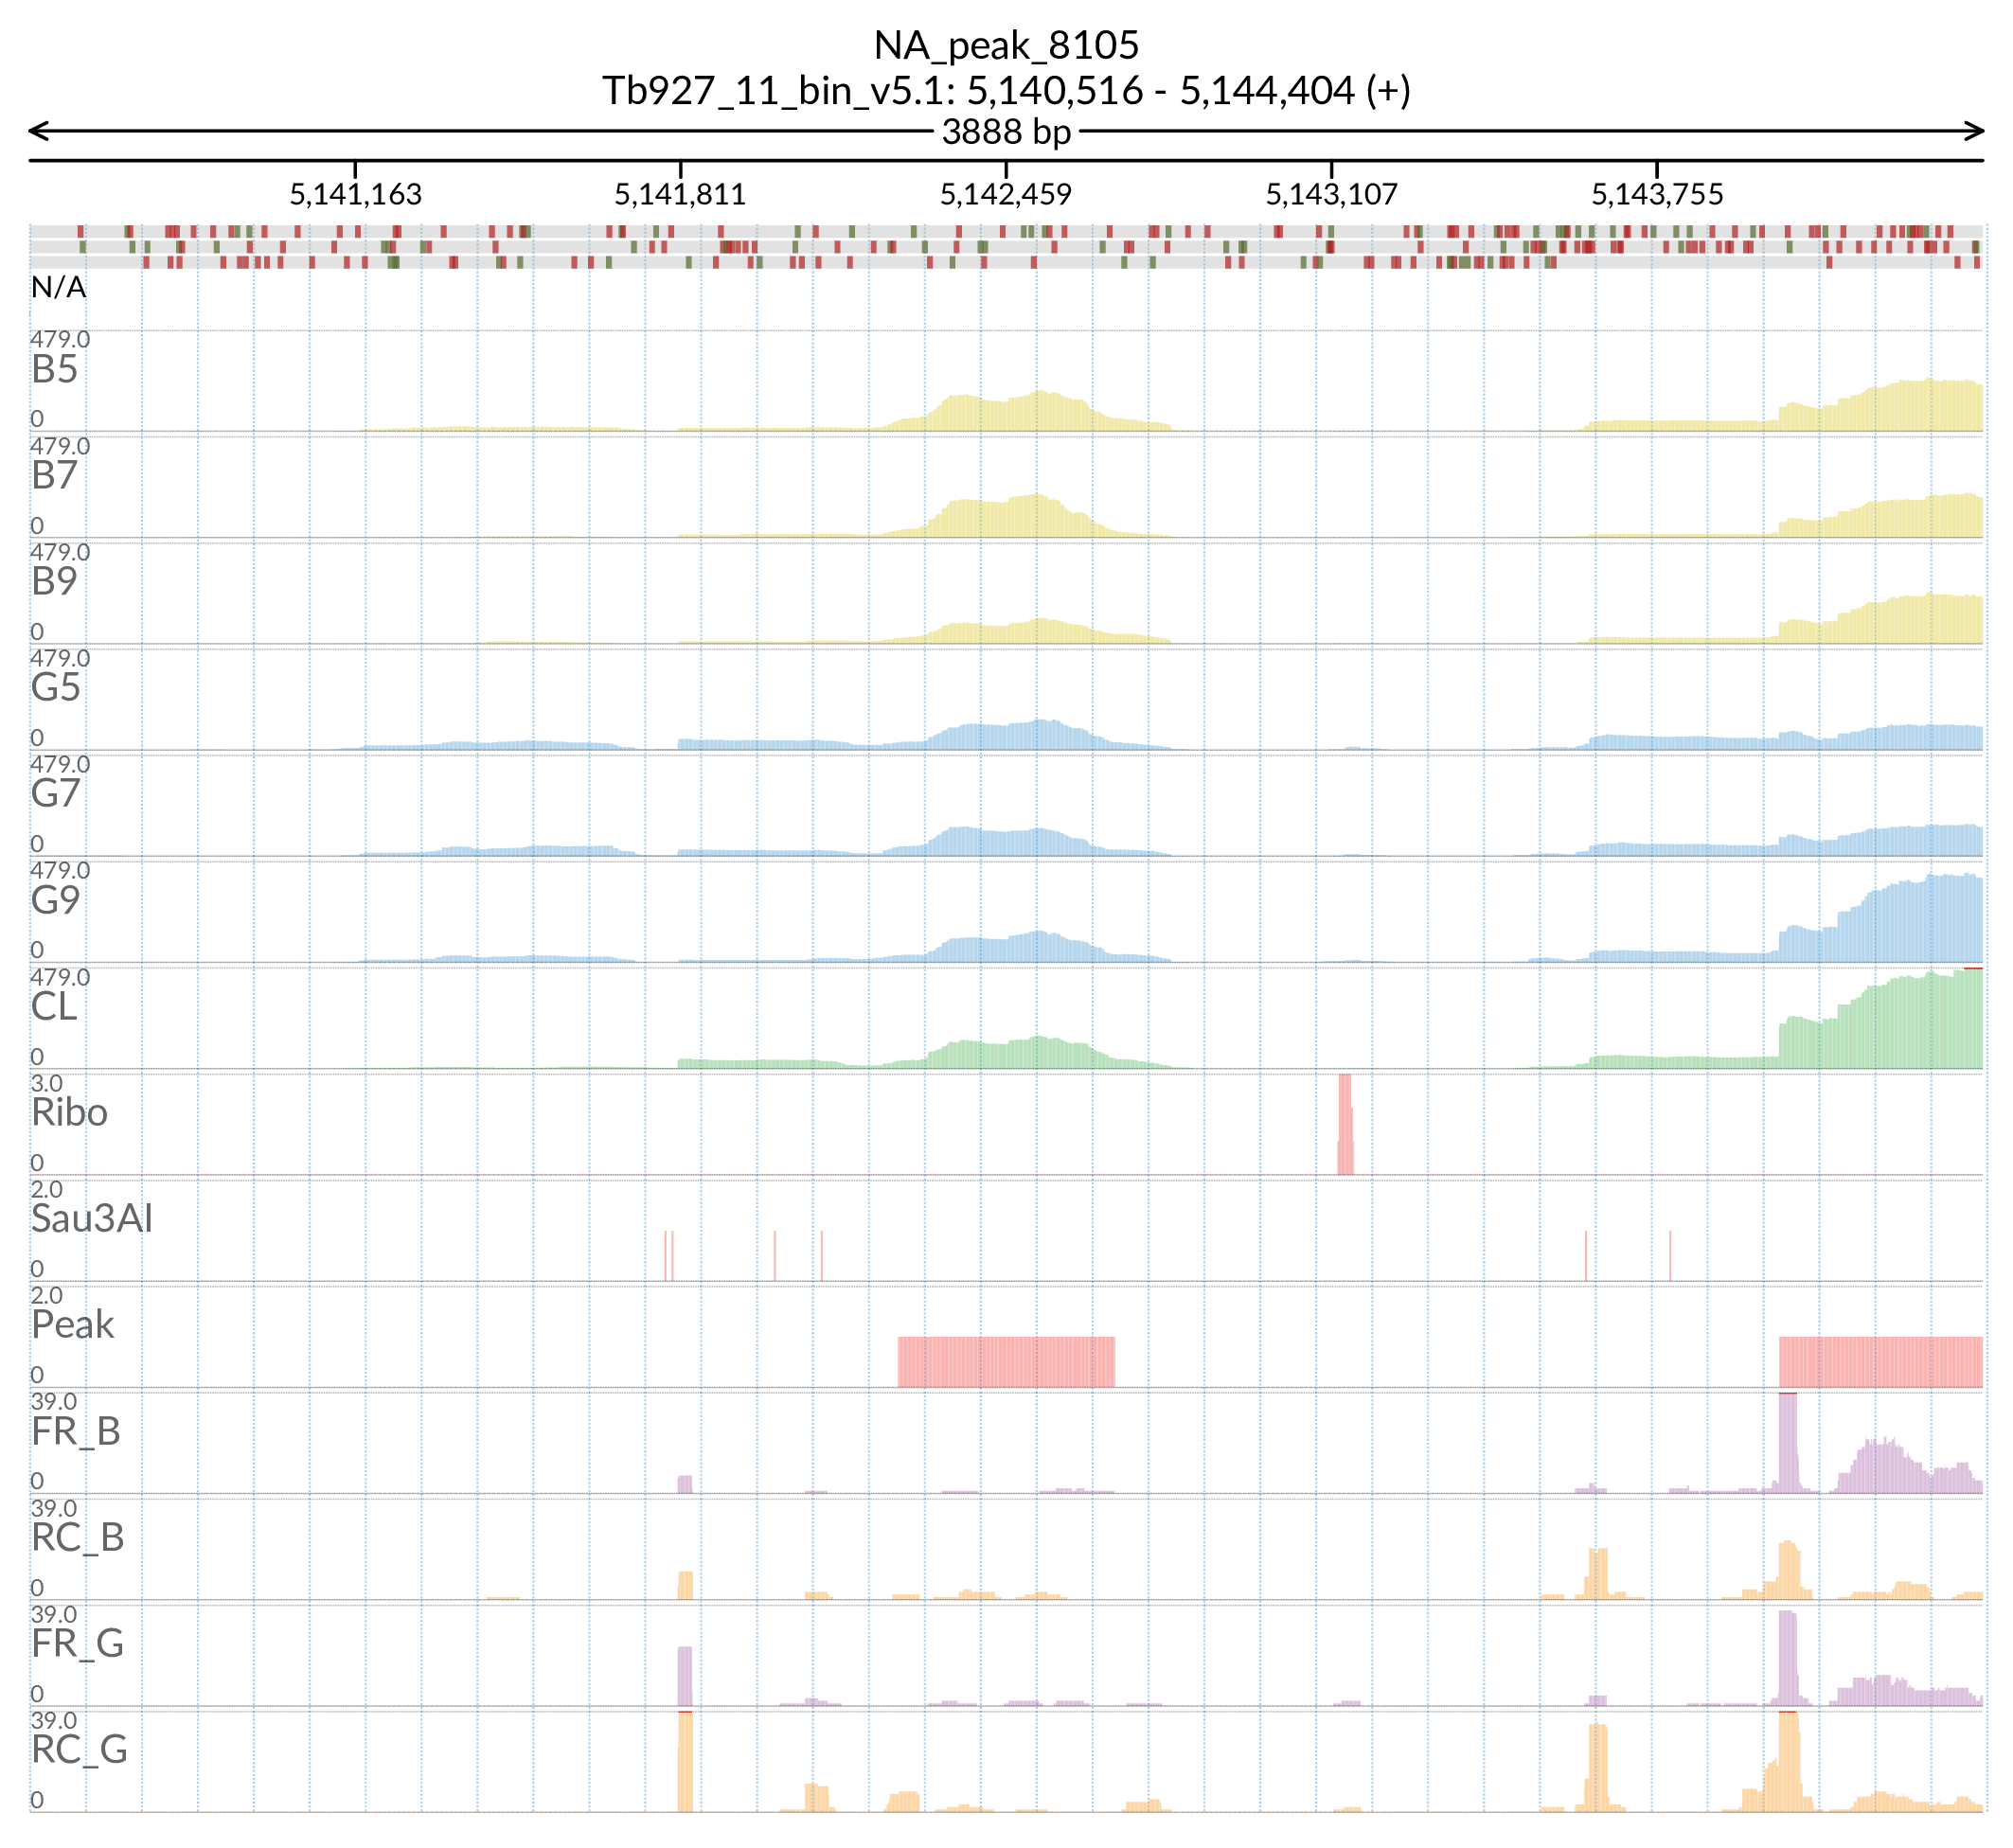 NA_peak_8105
Tb927_11_bin_v5.1: 5,140,516 - 5,144,404 (+)
3888 bp
5,141,163 5,141,811 5,142,459 5,143,107 5,143,755
N/A
479.0
B5
0
479.0
B7
0
479.0
B9
0
479.0
G5
0
479.0
G7
0
479.0
G9
0
479.0
CL
0
3.0
Ribo
0
2.0
Sau3AI
0
2.0
Peak
0
39.0
FR_B
0
39.0
RC_B
0
39.0
FR_G
0
39.0
RC_G
0